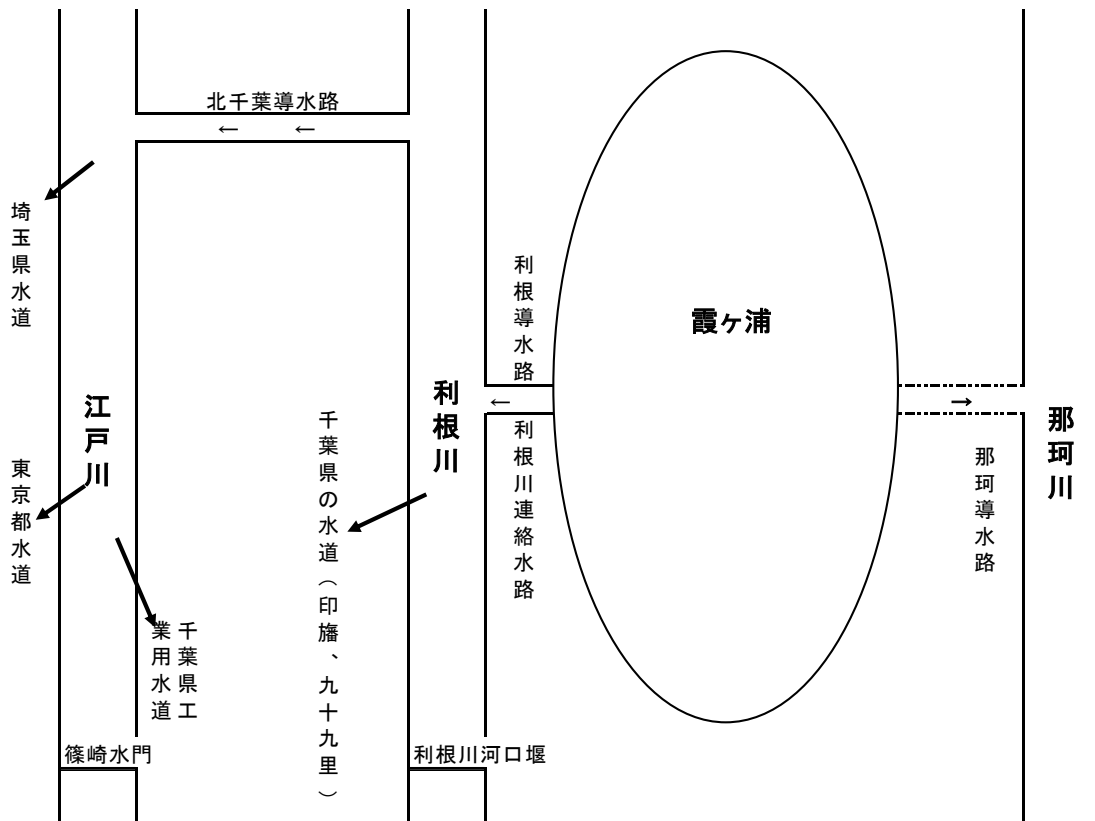 北千葉導水路
←　←
埼玉県水道
江戸川
東京都水道
千葉県工
業用水道
篠崎水門
千葉県の水道（印旛、九十九里）
利根川
利根川河口堰
利根導水路
←
利根川連絡水路
霞ヶ浦
→
那珂導水路
那珂川